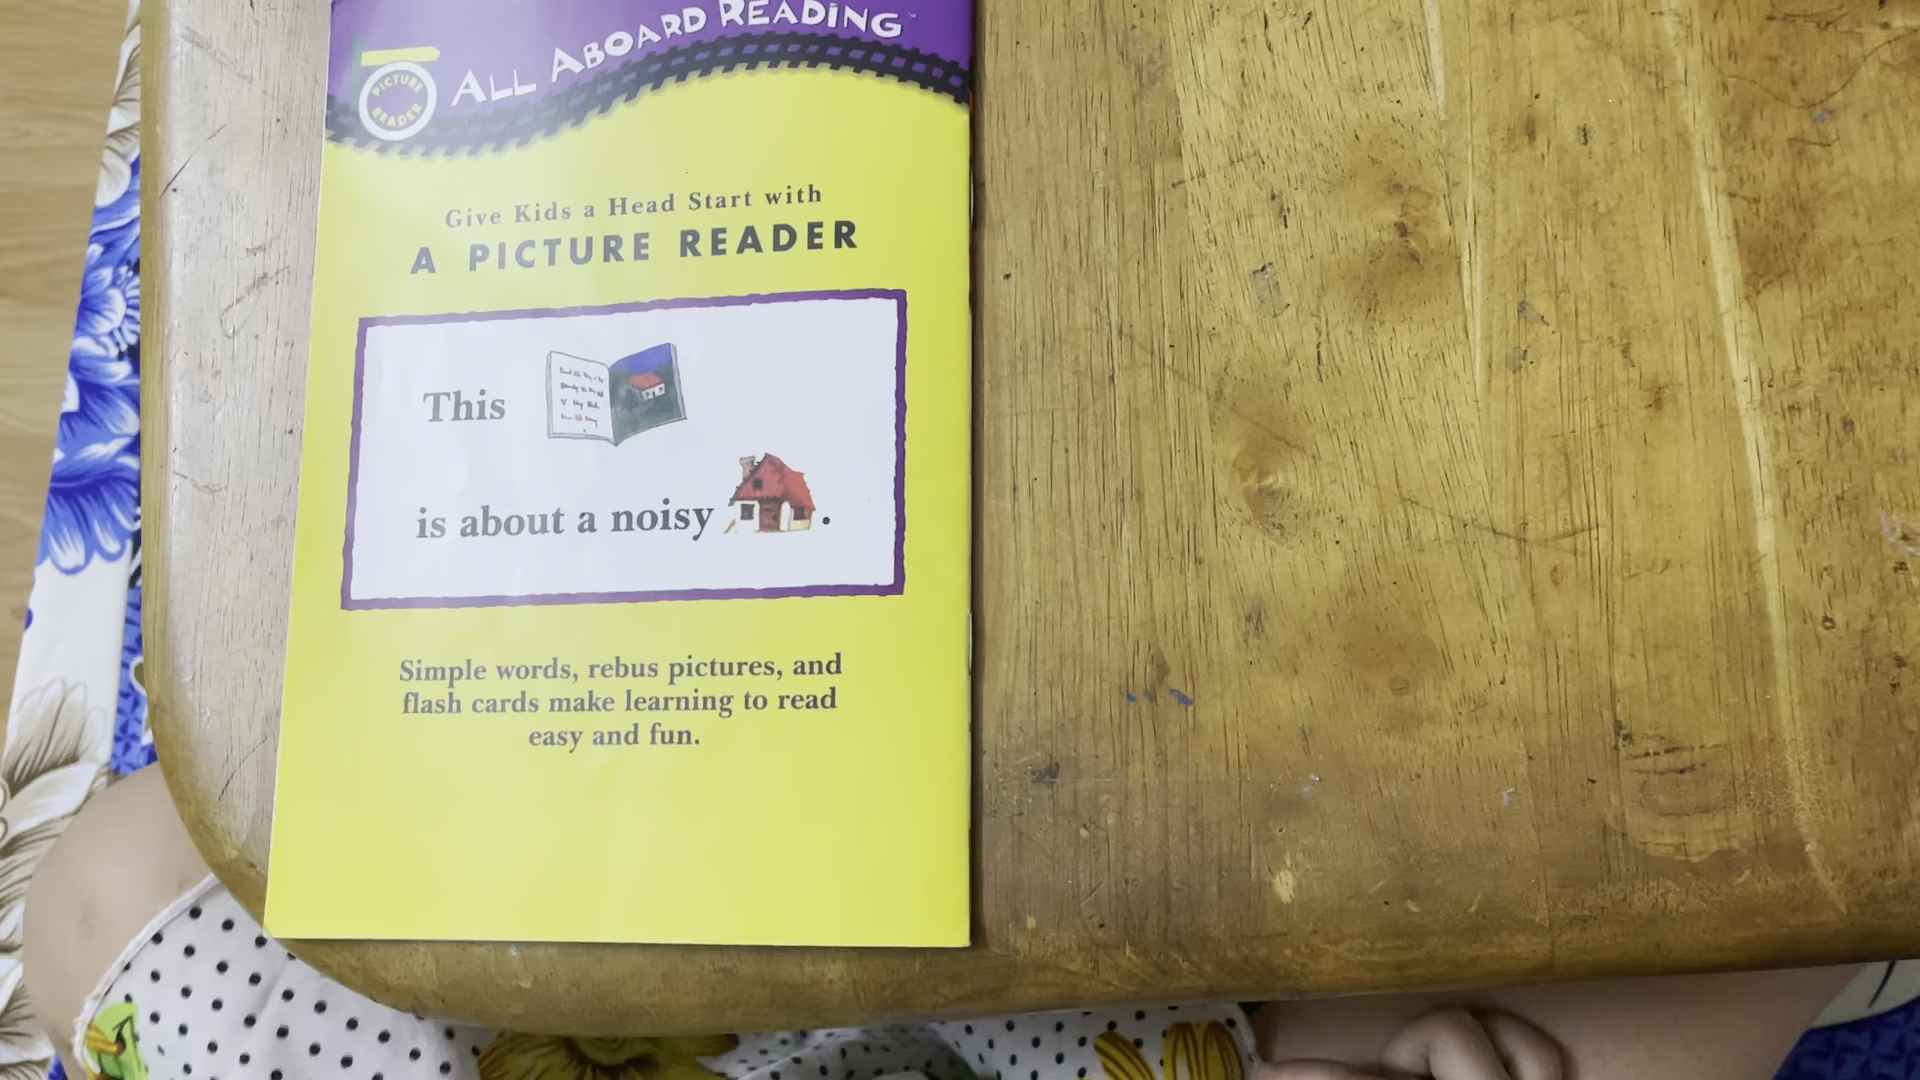 ALL ABOARD READING™
PICTURE
READER
Give Kids a Head Start with
A PICTURE READER
This
is about a noisy .
Simple words, rebus pictures, and
flash cards make learning to read
easy and fun.